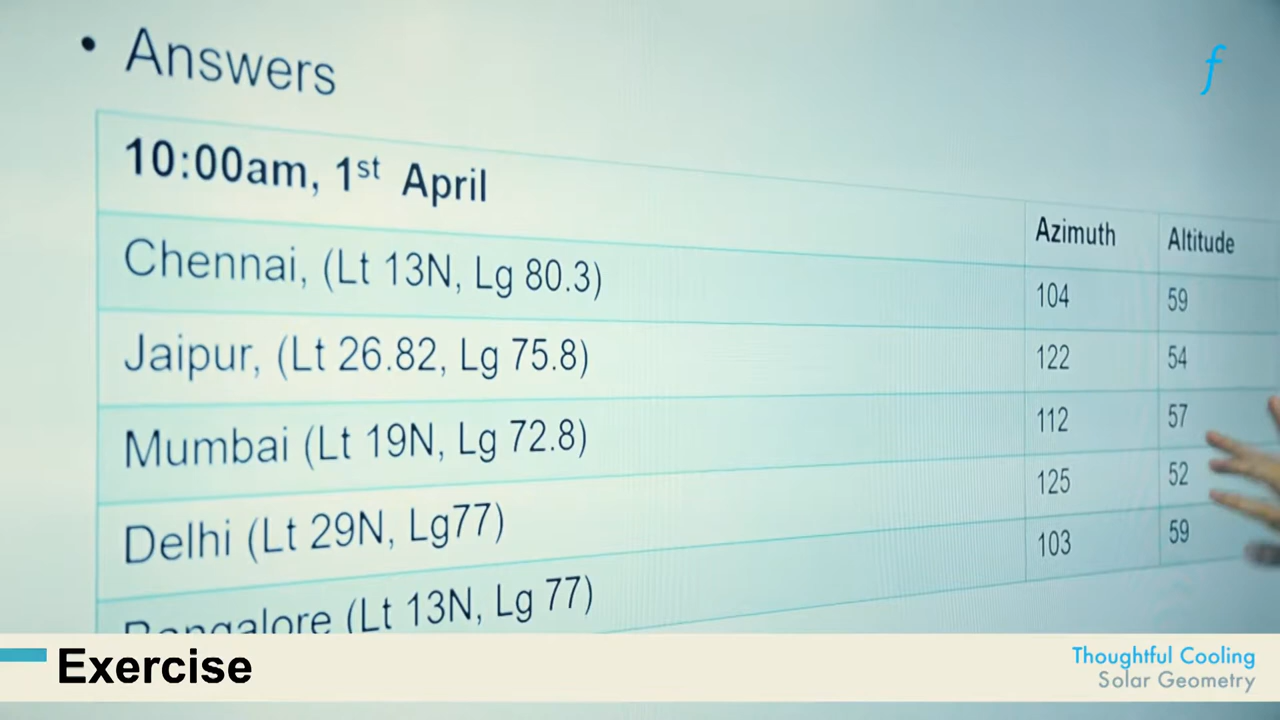 • Answers
10:00am, 1st April Azimuth Altitude
Chennai, (Lt 13N, Lg 80.3) 104 59
Jaipur, (Lt 26.82, Lg 75.8) 122 54
Mumbai (Lt 19N, Lg 72.8) 112 57
Delhi (Lt 29N, Lg77) 125 52
Bangalore (Lt 13N, Lg 77) 103 59
f
Exercise
Thoughtful Cooling
Solar Geometry